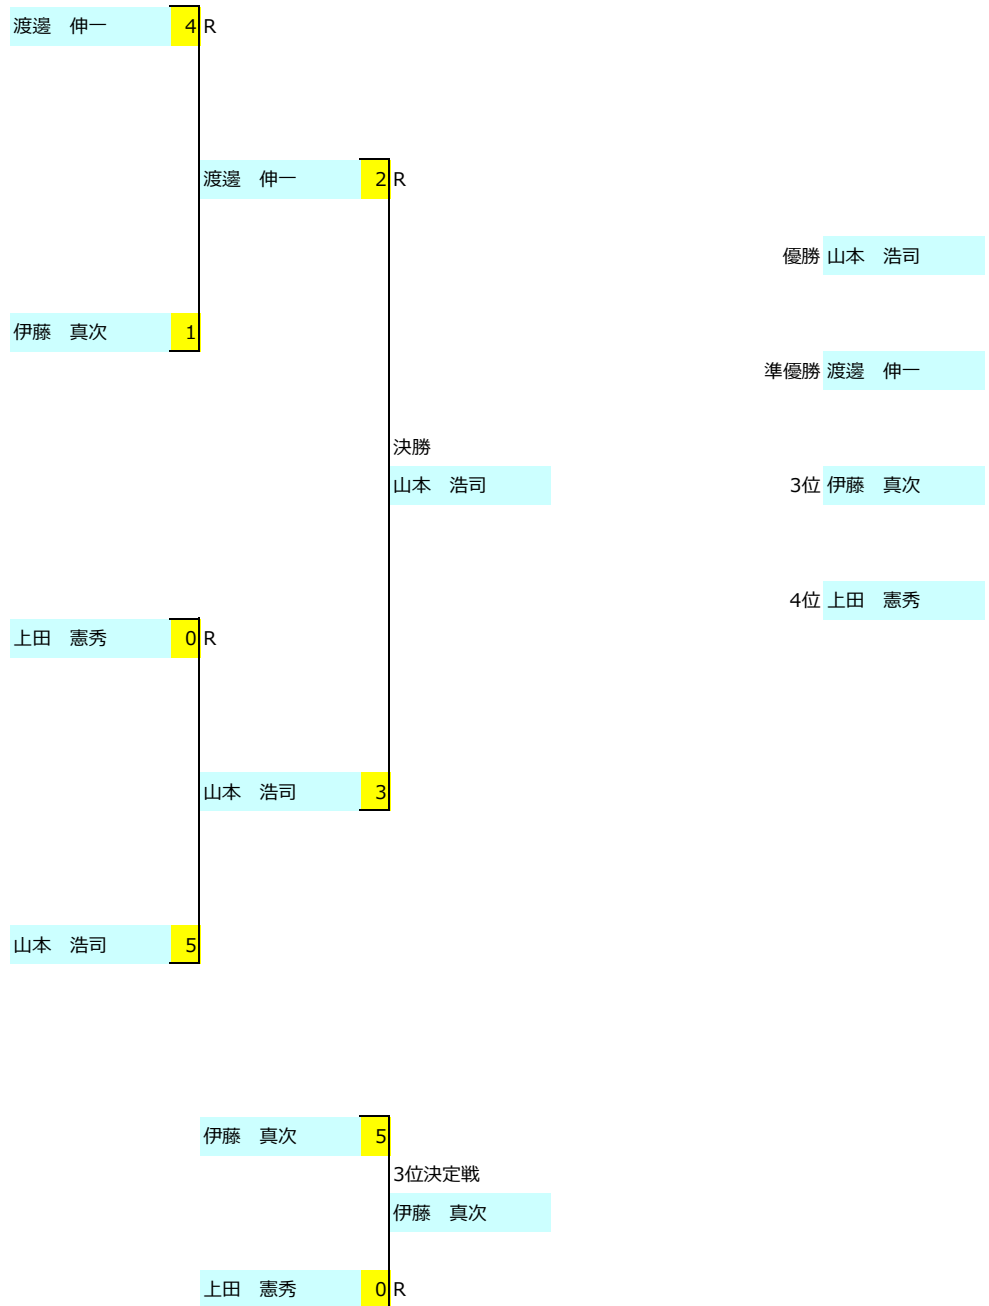 渡邊　伸一 4 R
渡邊　伸一 2 R
優勝 山本　浩司
伊藤　真次 1
準優勝 渡邊　伸一
決勝
山本　浩司
3位 伊藤　真次
4位 上田　憲秀
上田　憲秀 0 R
山本　浩司 3
山本　浩司 5
伊藤　真次 5
3位決定戦
伊藤　真次
上田　憲秀 0 R